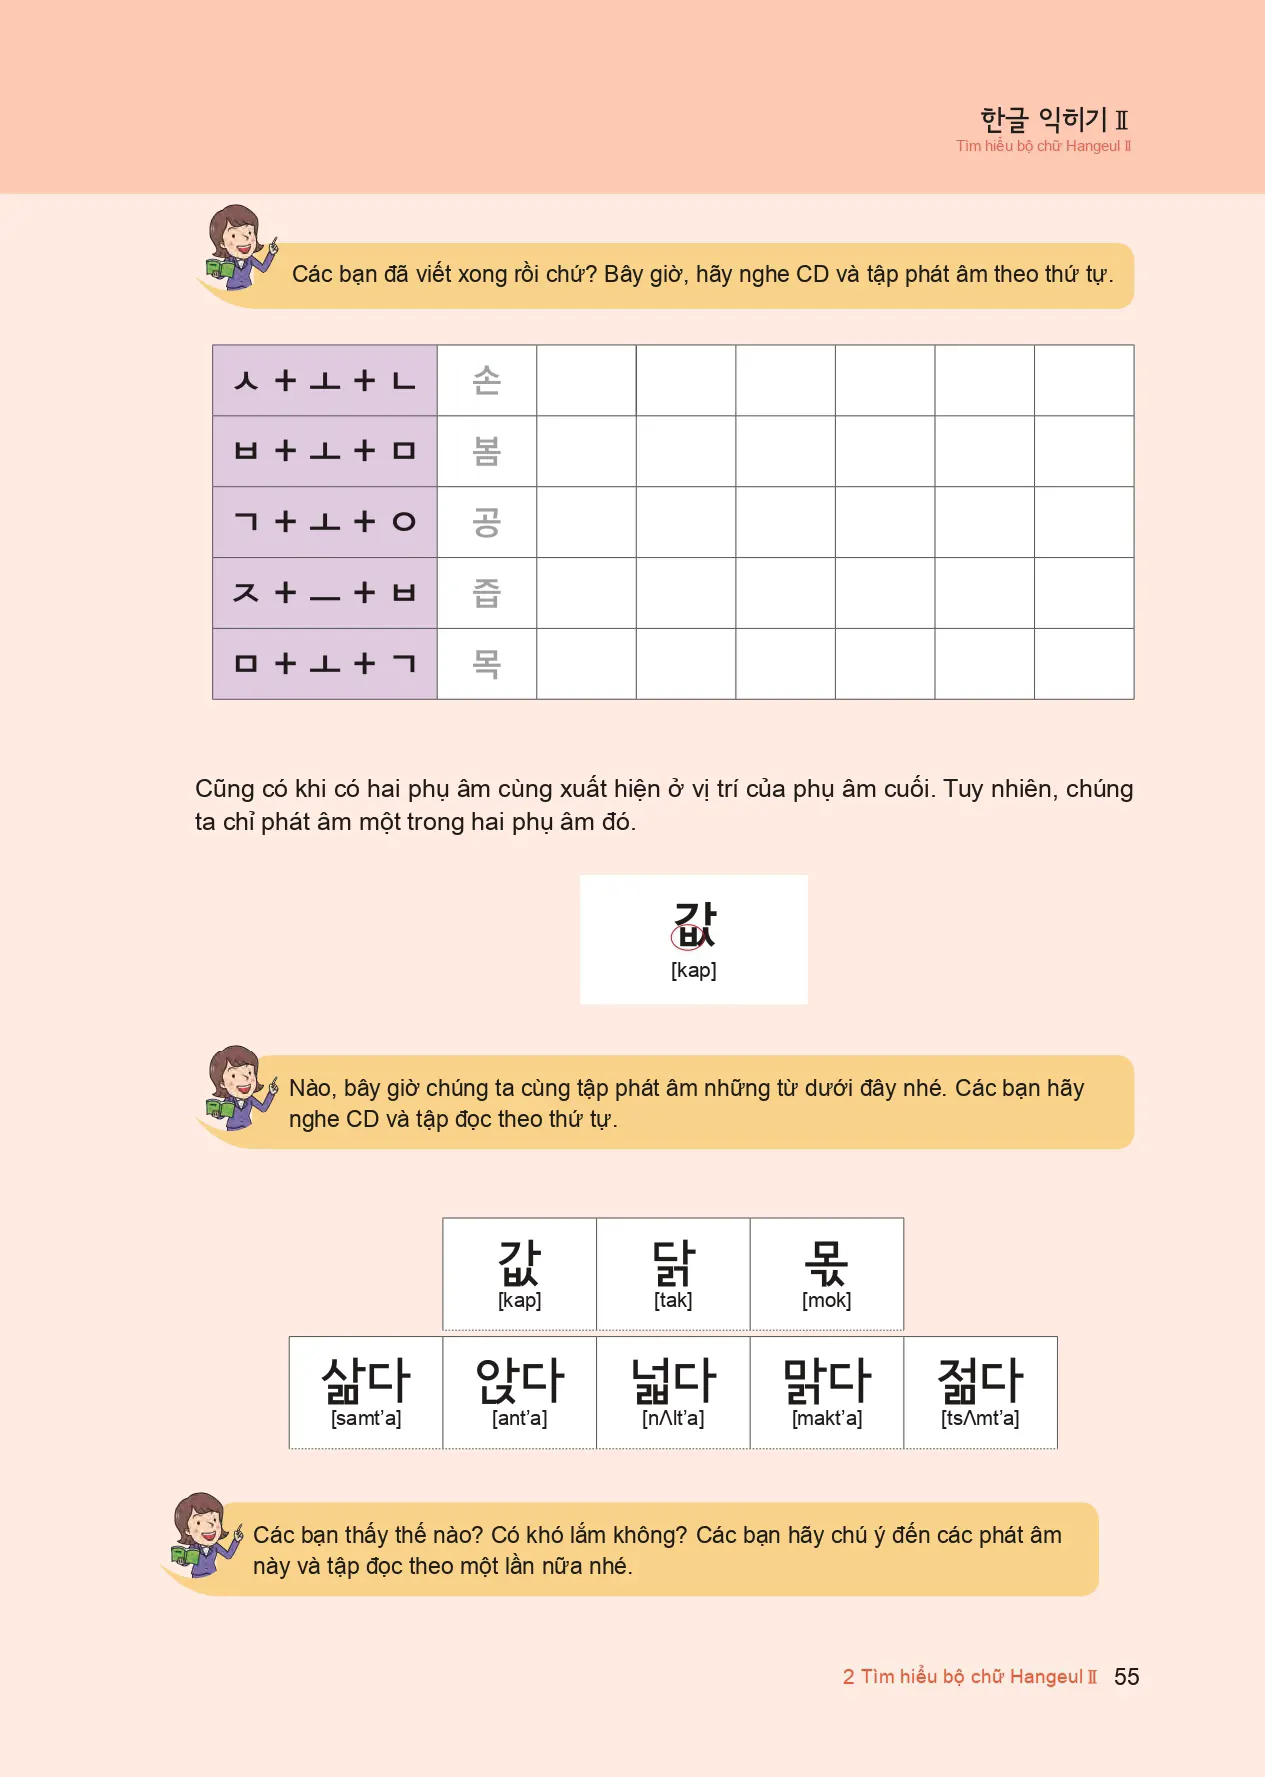 한글 익히기 Ⅱ
Tìm hiểu bộ chữ Hangeul Ⅱ
Các bạn đã viết xong rồi chứ? Bây giờ, hãy nghe CD và tập phát âm theo thứ tự.
ㅅ + ㅗ + ㄴ 손
ㅂ + ㅗ + ㅁ 봄
ㄱ + ㅗ + ㅇ 공
ㅈ + ㅡ + ㅂ 즙
ㅁ + ㅗ + ㄱ 목
Cũng có khi có hai phụ âm cùng xuất hiện ở vị trí của phụ âm cuối. Tuy nhiên, chúng
ta chỉ phát âm một trong hai phụ âm đó.
값
[kap]
Nào, bây giờ chúng ta cùng tập phát âm những từ dưới đây nhé. Các bạn hãy
nghe CD và tập đọc theo thứ tự.
값 닭 몫
[kap] [tak] [mok]
삶다 앉다 넓다 맑다 젊다
[samt’a] [ant’a] [nΛlt’a] [makt’a] [tsΛmt’a]
Các bạn thấy thế nào? Có khó lắm không? Các bạn hãy chú ý đến các phát âm
này và tập đọc theo một lần nữa nhé.
2 Tìm hiểu bộ chữ Hangeul Ⅱ 55